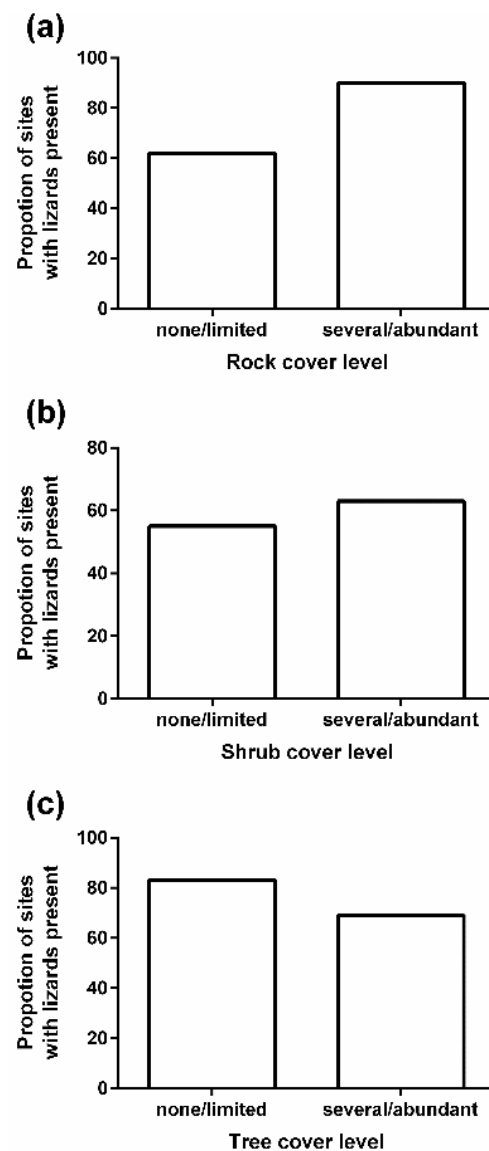 (a)
Propotion of sites
with lizards present
100
80
60
40
20
0
none/limited
several/abundant
Rock cover level
(b)
Propotion of sites
with lizards present
80
60
40
20
0
none/limited
several/abundant
Shrub cover level
(c)
Propotion of sites
with lizards present
100
80
60
40
20
0
none/limited
several/abundant
Tree cover level